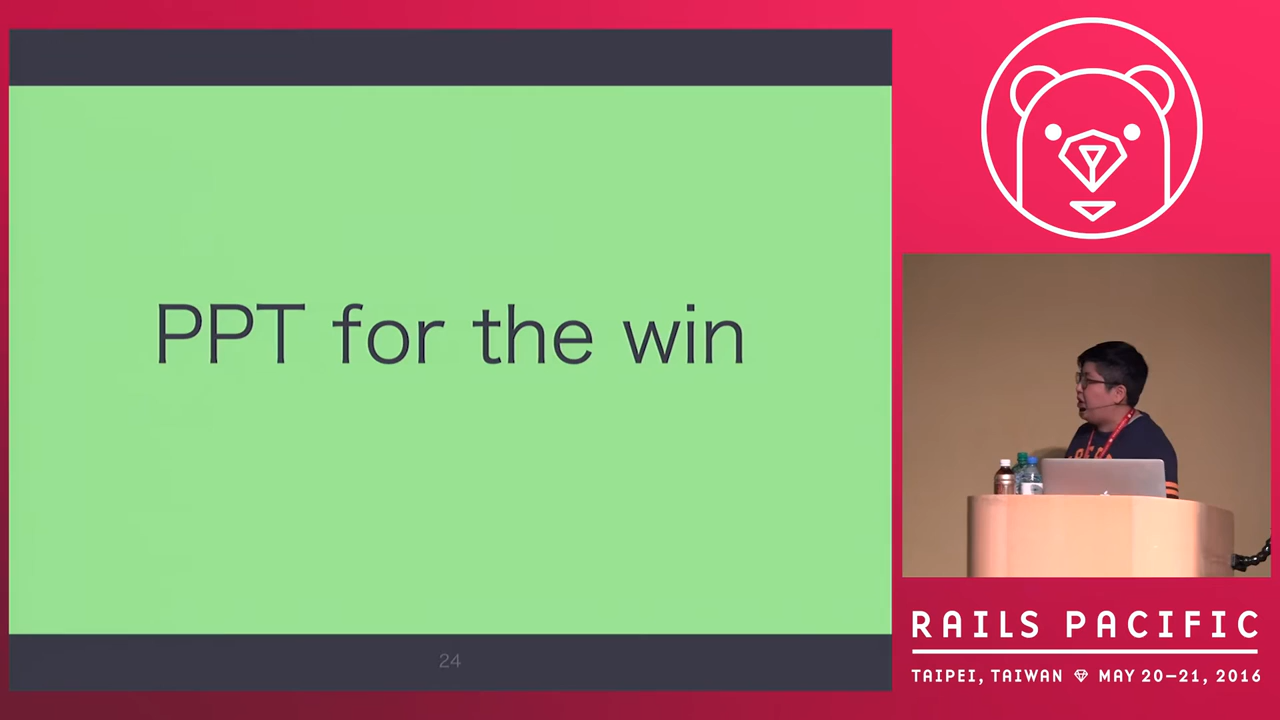 PPT for the win
24
RAILS PACIFIC
TAIPEI, TAIWAN MAY 20–21, 2016